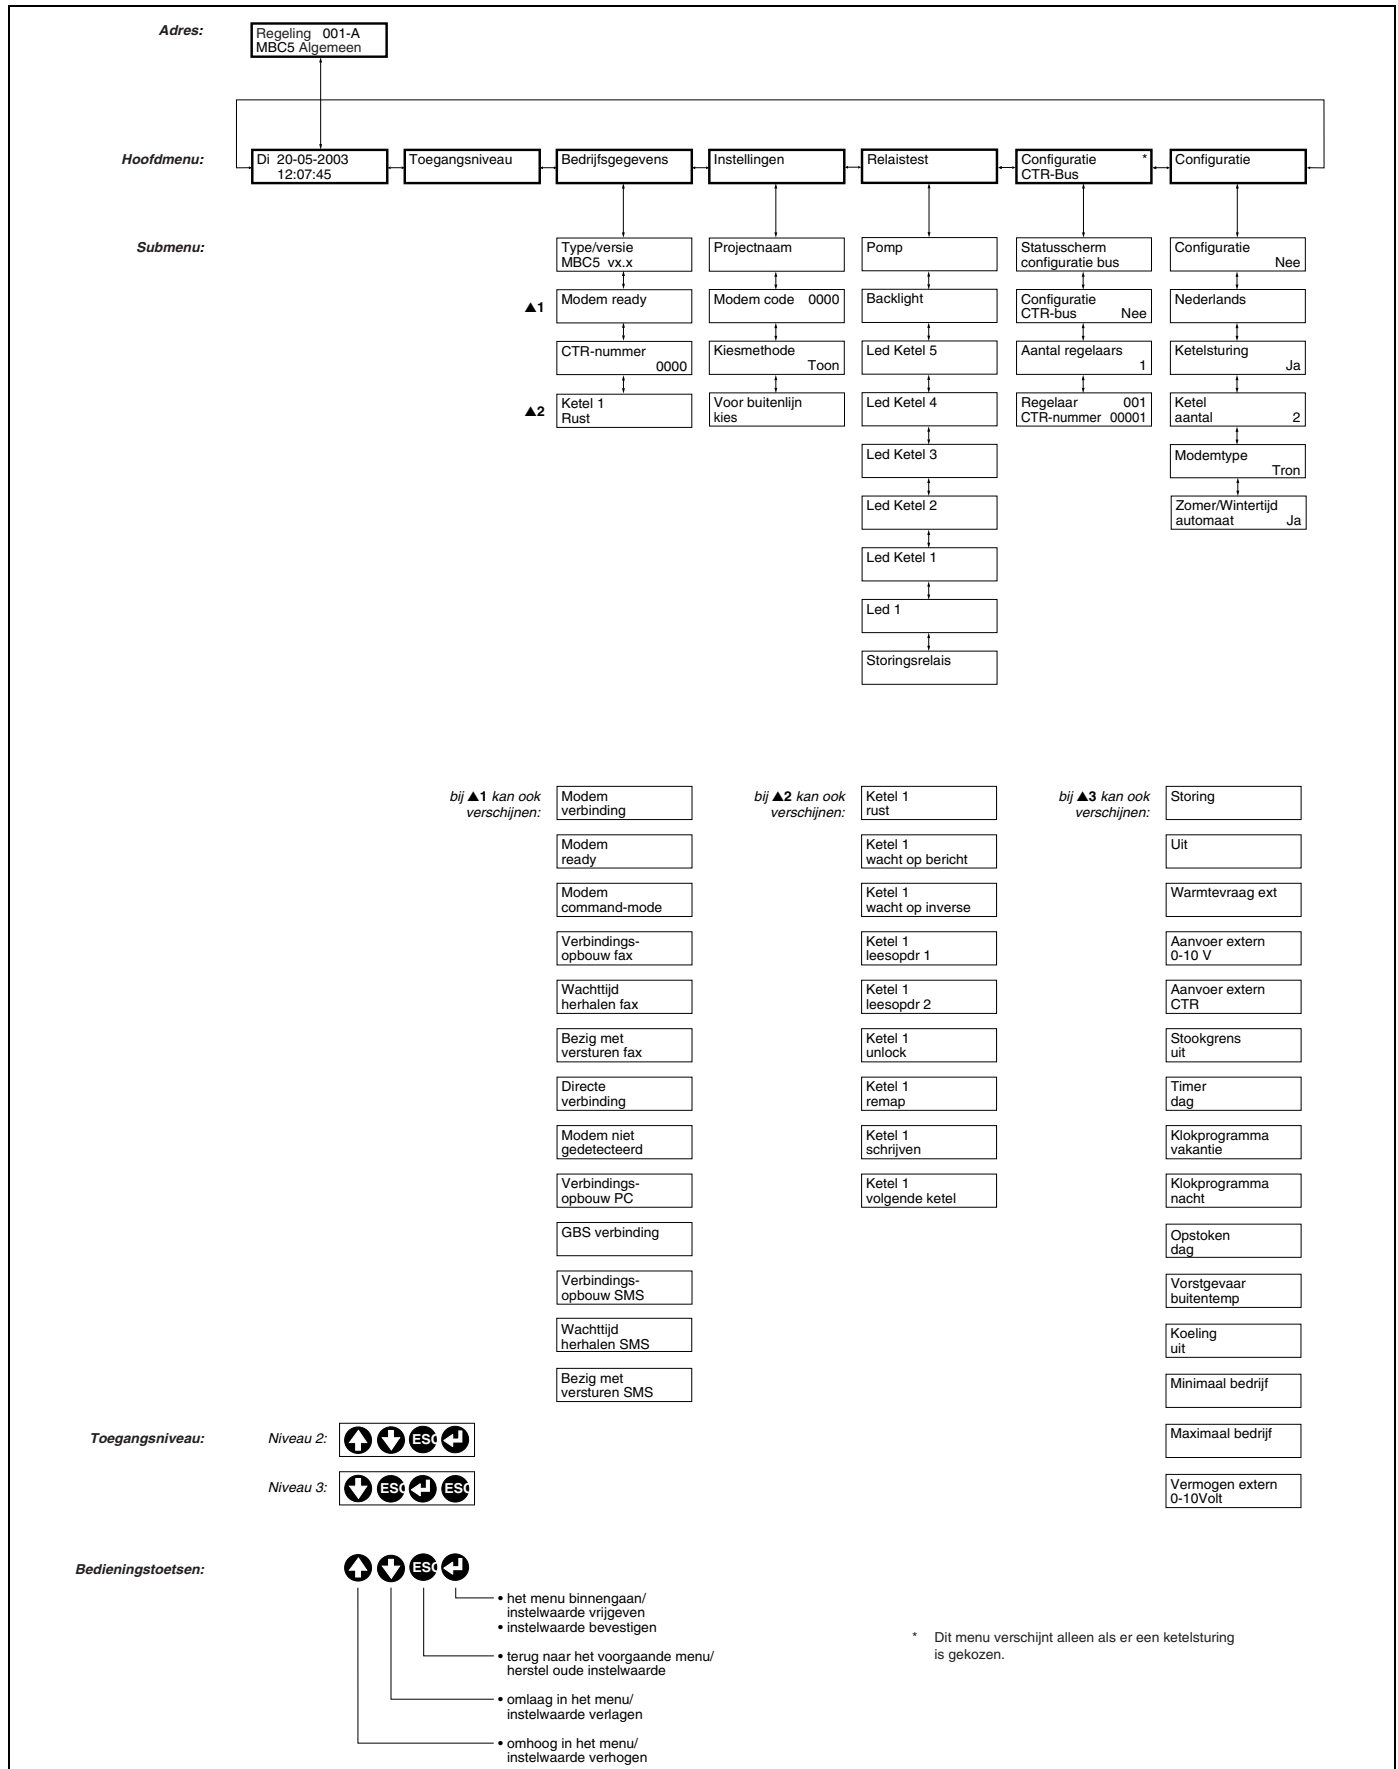 Adres:
Regeling 001-A
MBC5 Algemeen
Hoofdmenu:
Di 20-05-2003
12:07:45
Toegangsniveau
Bedrijfsgegevens
Instellingen
Relaistest
Configuratie *
CTR-Bus
Configuratie
Submenu:
Type/versie
MBC5 vx.x
▲1
Modem ready
CTR-nummer
0000
▲2
Ketel 1
Rust
Projectnaam
Modem code 0000
Kiesmethode
Toon
Voor buitenlijn
kies
Pomp
Backlight
Led Ketel 5
Led Ketel 4
Led Ketel 3
Led Ketel 2
Led Ketel 1
Led 1
Storingsrelais
Statusscherm
configuratie bus
Configuratie
CTR-bus Nee
Aantal regelaars
1
Regelaar 001
CTR-nummer 00001
Configuratie
Nee
Nederlands
Ketelsturing
Ja
Ketel
aantal 2
Modemtype
Tron
Zomer/Wintertijd
automaat Ja
bij ▲1 kan ook
verschijnen:
Modem
verbinding
Modem
ready
Modem
command-mode
Verbindings-
opbouw fax
Wachttijd
herhalen fax
Bezig met
versturen fax
Directe
verbinding
Modem niet
gedetecteerd
Verbindings-
opbouw PC
GBS verbinding
Verbindings-
opbouw SMS
Wachttijd
herhalen SMS
Bezig met
versturen SMS
bij ▲2 kan ook
verschijnen:
Ketel 1
rust
Ketel 1
wacht op bericht
Ketel 1
wacht op inverse
Ketel 1
leesopdr 1
Ketel 1
leesopdr 2
Ketel 1
unlock
Ketel 1
remap
Ketel 1
schrijven
Ketel 1
volgende ketel
bij ▲3 kan ook
verschijnen:
Storing
Uit
Warmtevraag ext
Aanvoer extern
0-10 V
Aanvoer extern
CTR
Stookgrens
uit
Timer
dag
Klokprogramma
vakantie
Klokprogramma
nacht
Opstoken
dag
Vorstgevaar
buitentemp
Koeling
uit
Minimaal bedrijf
Maximaal bedrijf
Vermogen extern
0-10Volt
Toegangsniveau:
Niveau 2:
ESC
Niveau 3:
ESC ESC
Bedieningstoetsen:
ESC
• het menu binnengaan/
instelwaarde vrijgeven
• instelwaarde bevestigen
• terug naar het voorgaande menu/
herstel oude instelwaarde
• omlaag in het menu/
instelwaarde verlagen
• omhoog in het menu/
instelwaarde verhogen
* Dit menu verschijnt alleen als er een ketelsturing
is gekozen.